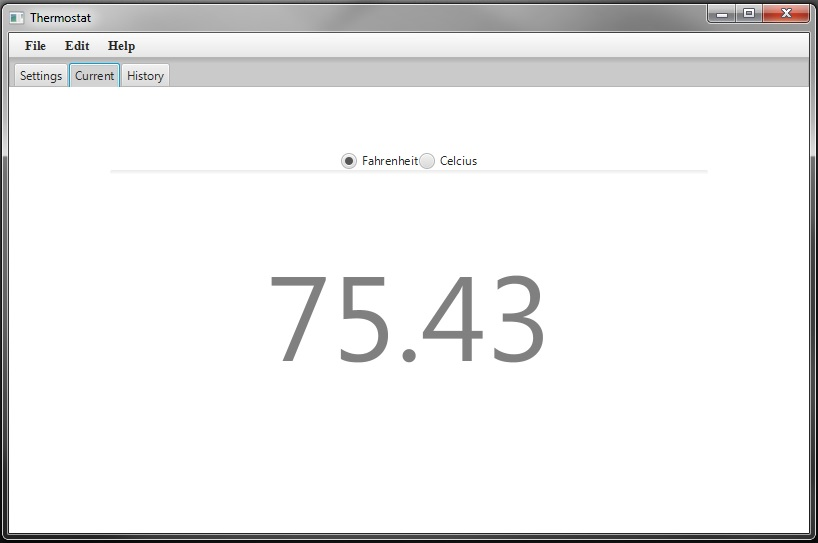 Thermostat
File Edit Help
Settings Current History
Fahrenheit Celcius
75.43